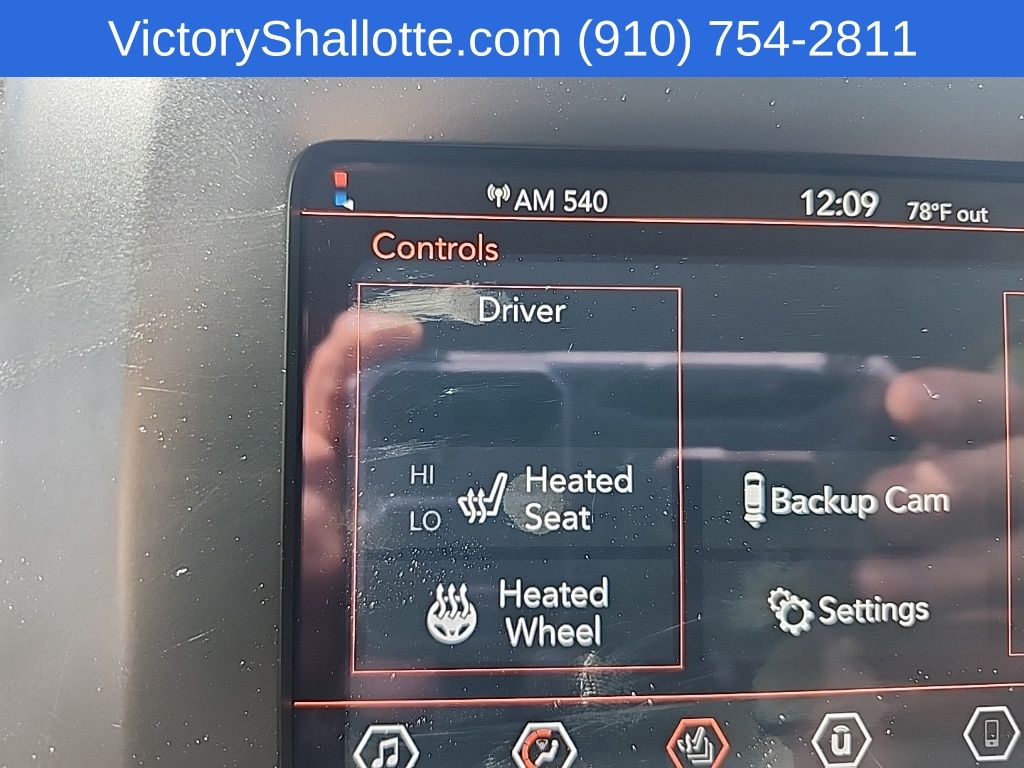 VictoryShallotte.com (910) 754-2811
AM 540 12:09 78°F out
Controls
Driver
HI
LO
Heated
Seat
Backup Cam
Heated
Wheel
Settings
ū